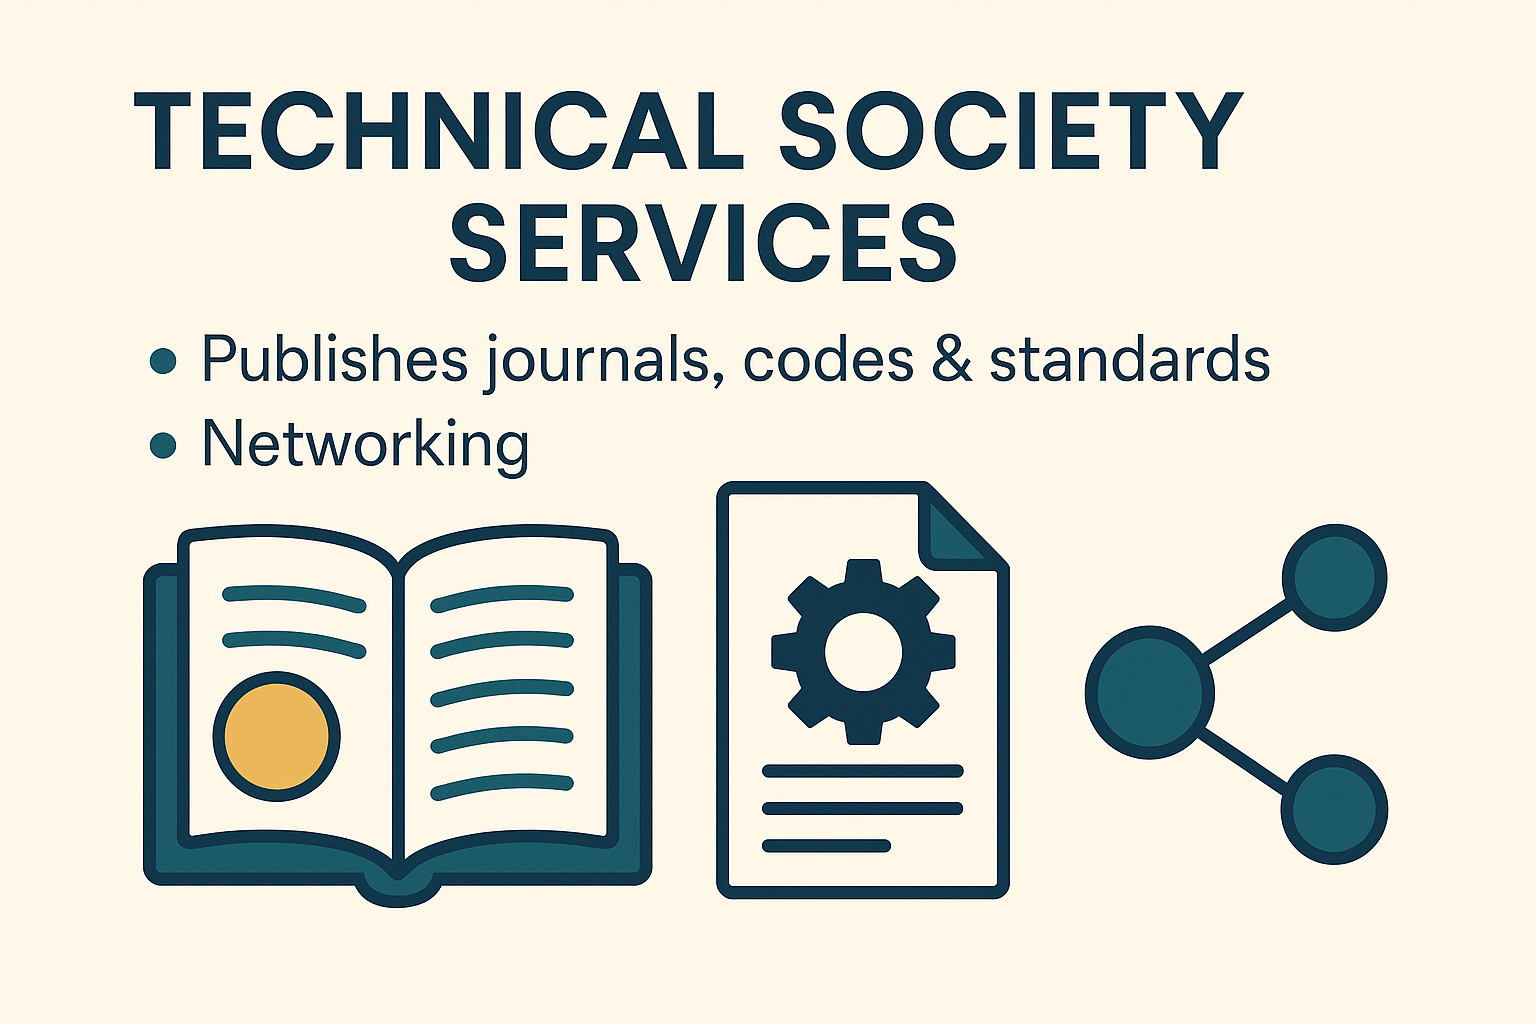 TECHNICAL SOCIETY
SERVICES
• Publishes journals, codes & standards
• Networking